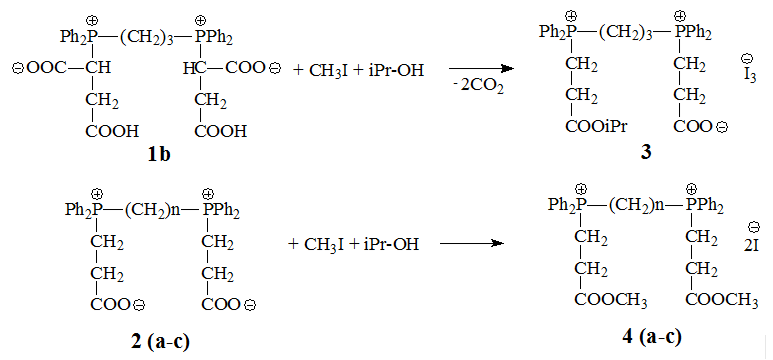 ⊕ ⊕
Ph₂P—(CH₂)₃—PPh₂
⊖OOC—CH HC—COO⊖
CH₂ CH₂
COOH COOH
1b
+ CH₃I + iPr-OH
- 2CO₂
⊕ ⊕
Ph₂P—(CH₂)₃—PPh₂
CH₂ CH₂
CH₂ CH₂
COOiPr COO⊖
⊖
I₃
3
⊕ ⊕
Ph₂P—(CH₂)n—PPh₂
CH₂ CH₂
CH₂ CH₂
COO⊖ COO⊖
2 (a-c)
+ CH₃I + iPr-OH
⊕ ⊕
Ph₂P—(CH₂)n—PPh₂
CH₂ CH₂
CH₂ CH₂
COOCH₃ COOCH₃
⊖
2I
4 (a-c)